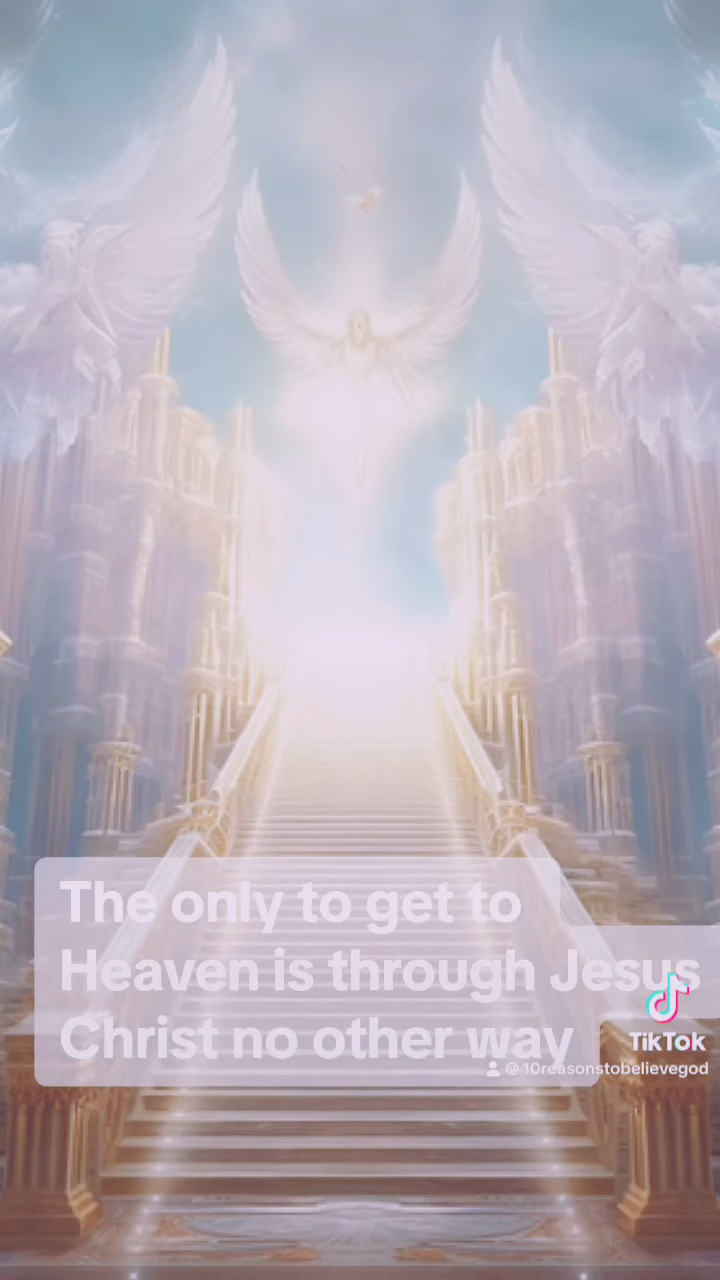 The only to get to
Heaven is through Jesus
Christ no other way
TikTok
@10reasonstobelievegod